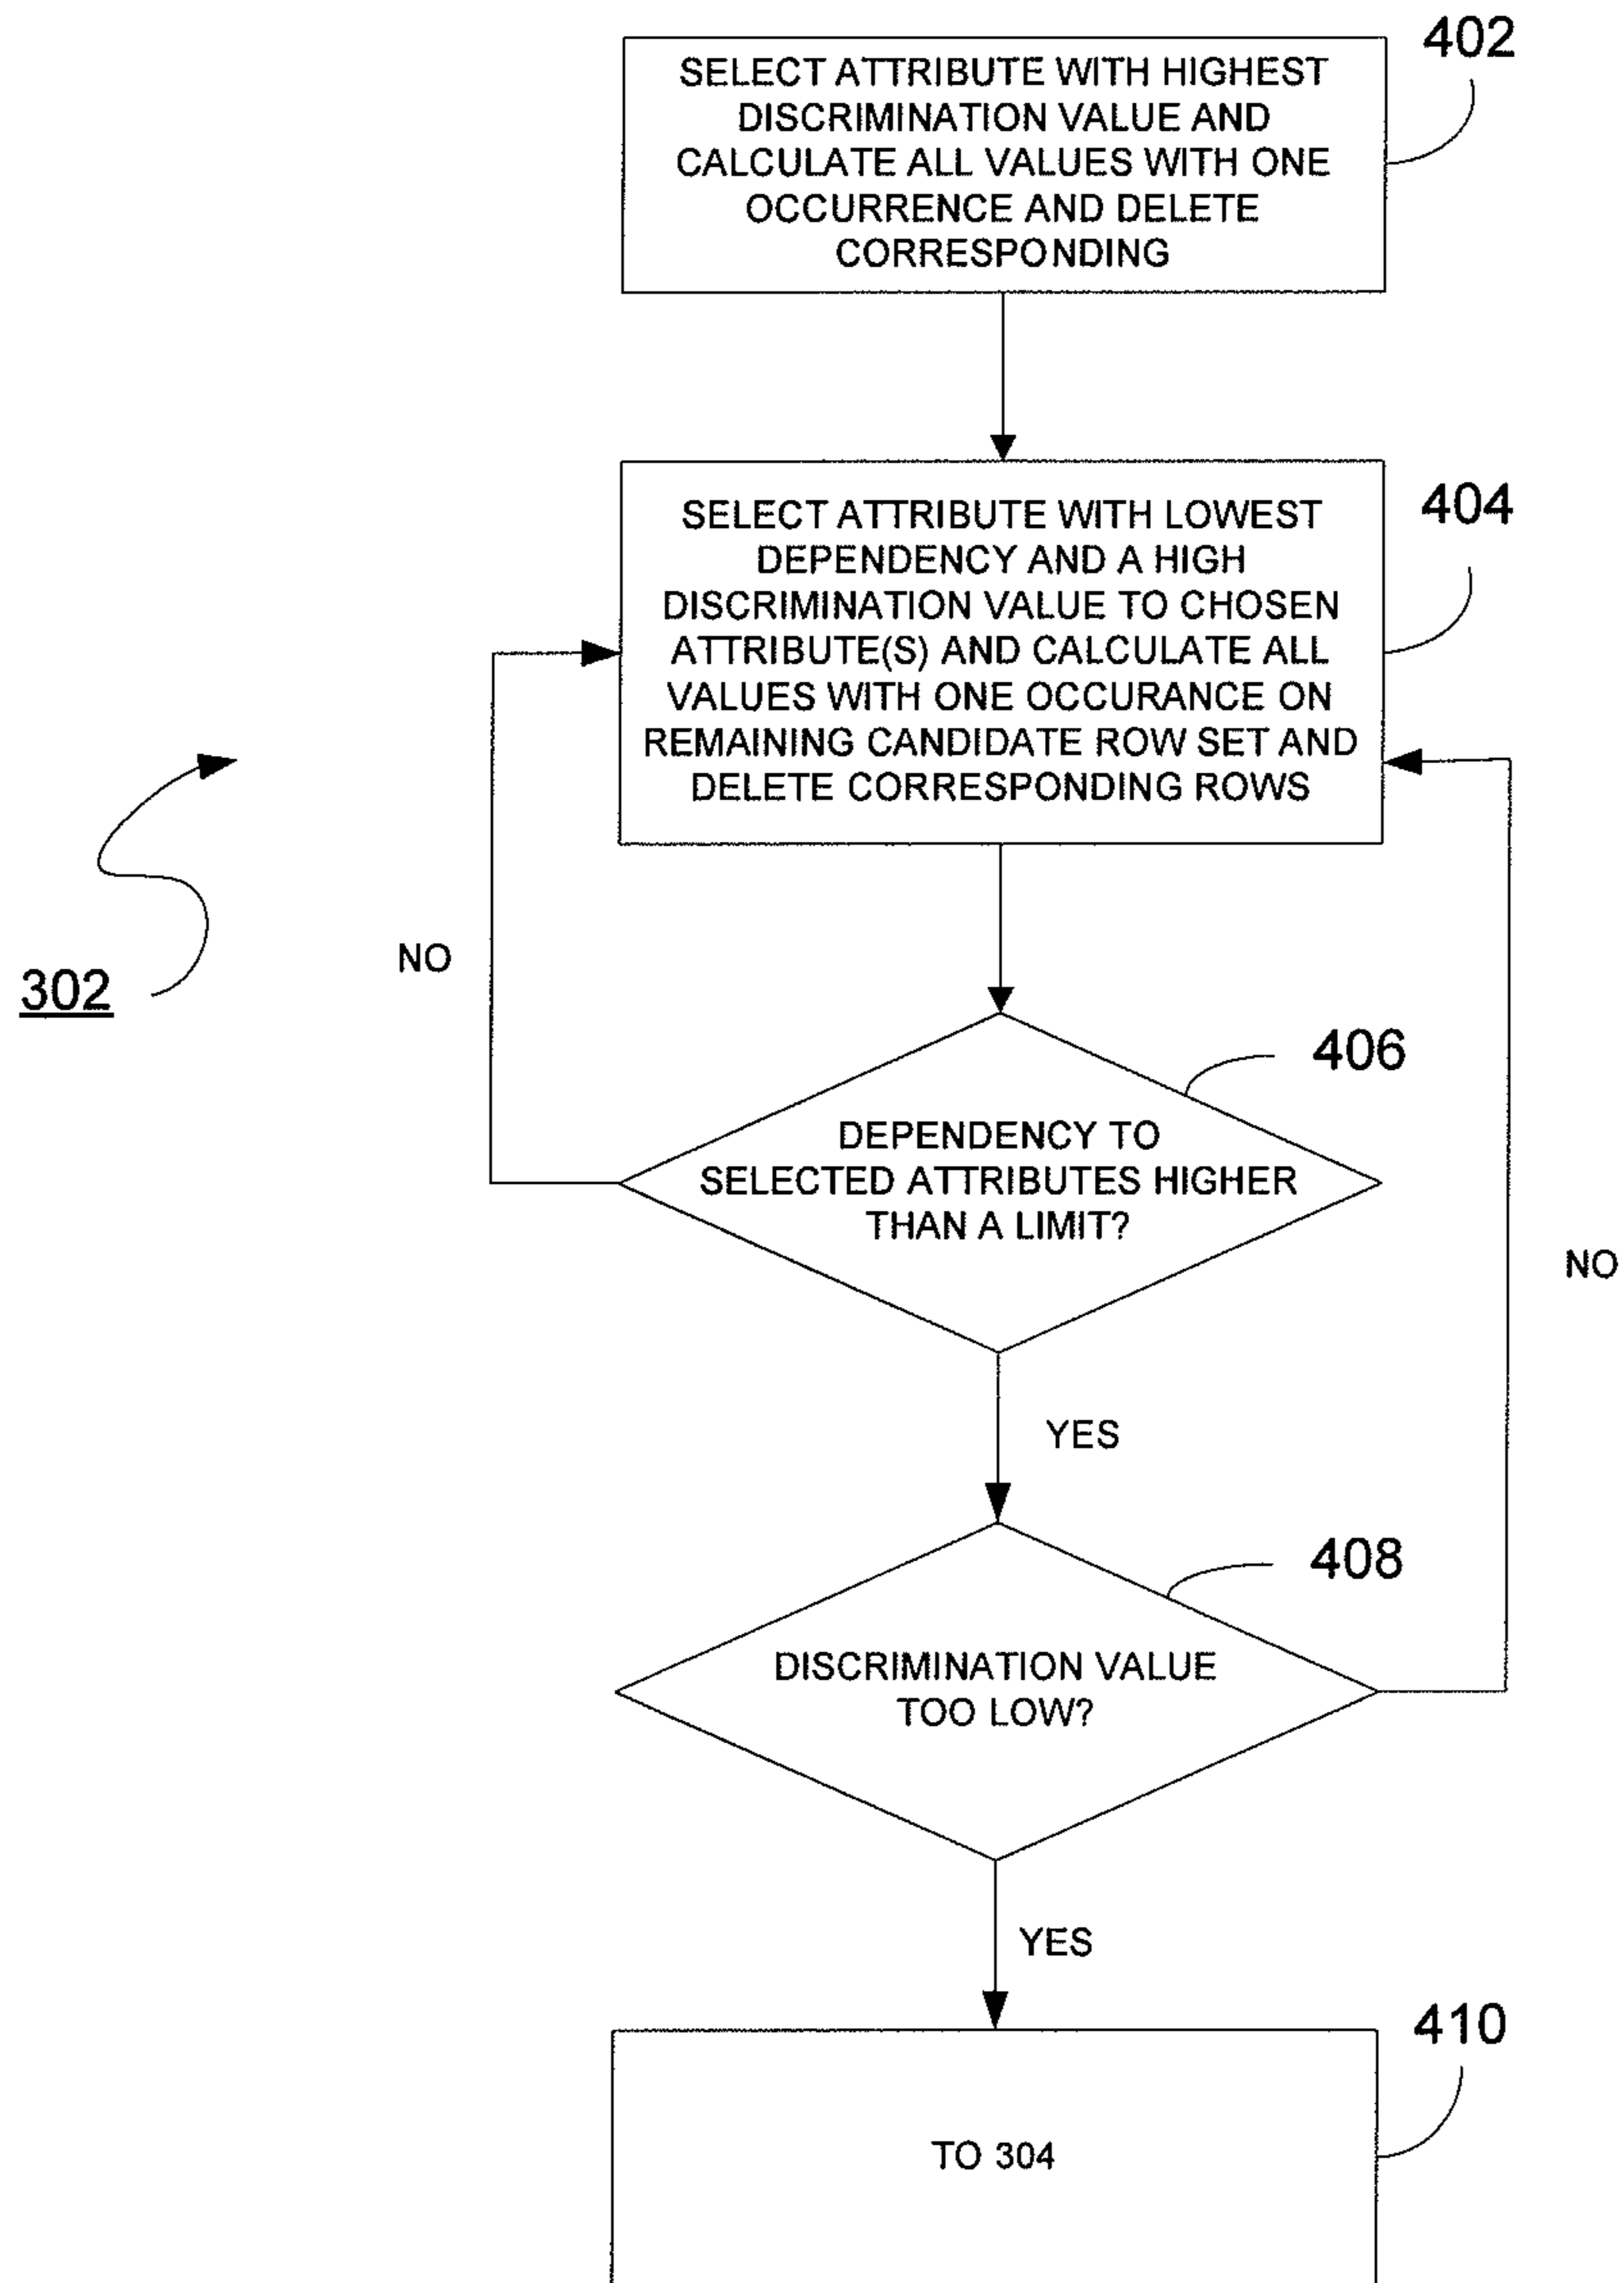 402
SELECT ATTRIBUTE WITH HIGHEST
DISCRIMINATION VALUE AND
CALCULATE ALL VALUES WITH ONE
OCCURRENCE AND DELETE
CORRESPONDING
404
SELECT ATTRIBUTE WITH LOWEST
DEPENDENCY AND A HIGH
DISCRIMINATION VALUE TO CHOSEN
ATTRIBUTE(S) AND CALCULATE ALL
VALUES WITH ONE OCCURANCE ON
REMAINING CANDIDATE ROW SET AND
DELETE CORRESPONDING ROWS
NO
302
406
DEPENDENCY TO
SELECTED ATTRIBUTES HIGHER
THAN A LIMIT?
NO
YES
408
DISCRIMINATION VALUE
TOO LOW?
YES
410
TO 304